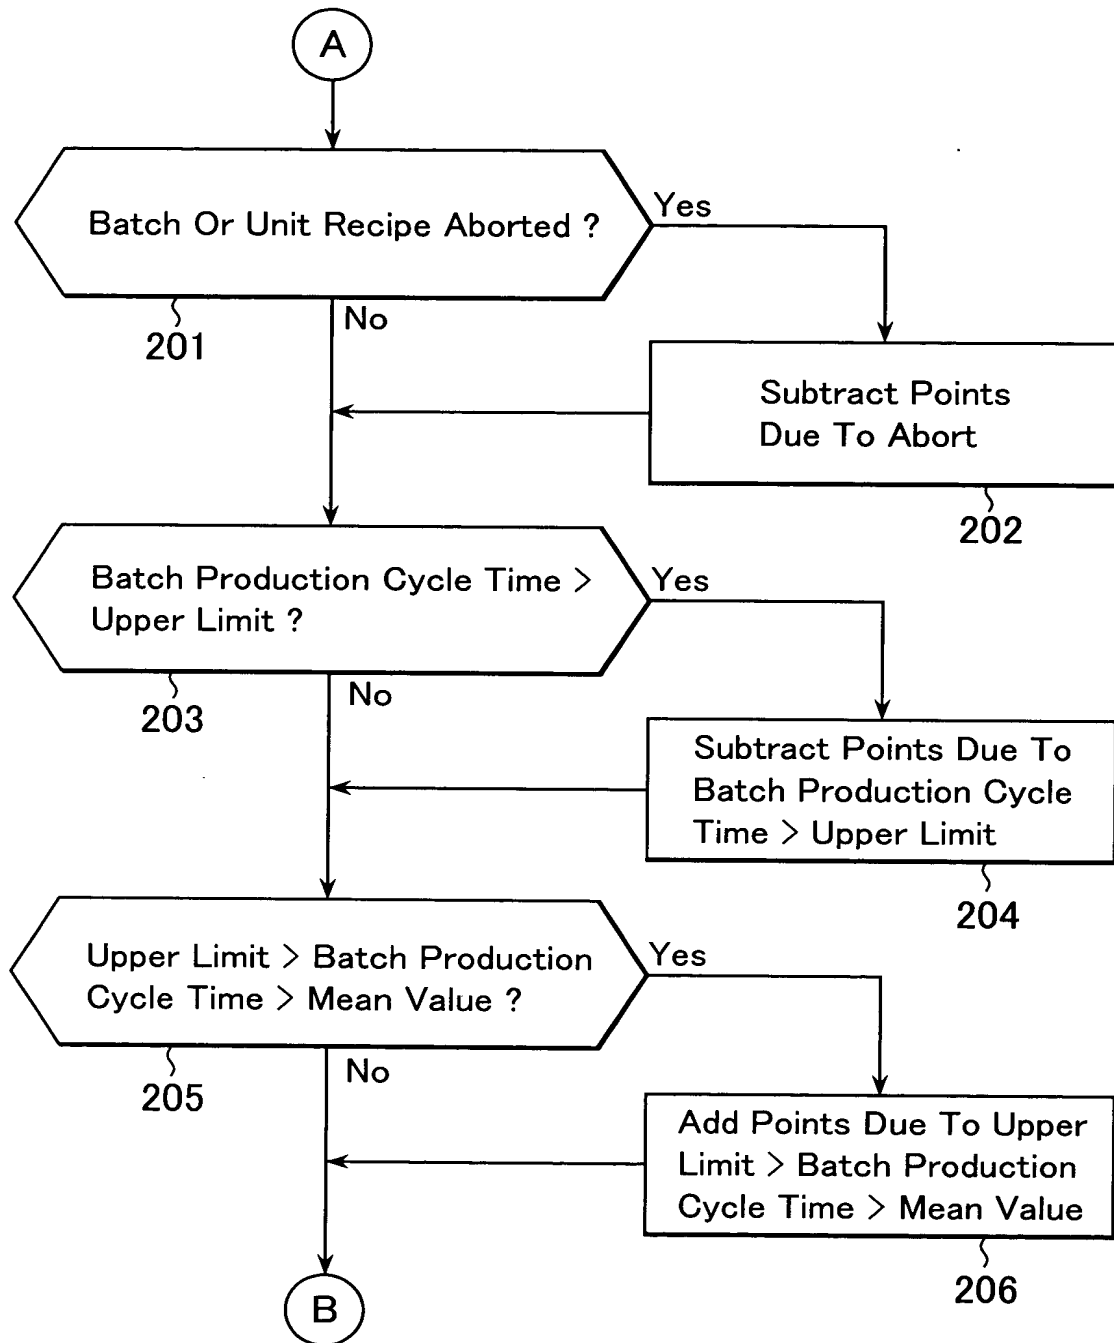 A
Batch Or Unit Recipe Aborted ?
Yes
No
201
Subtract Points
Due To Abort
202
Batch Production Cycle Time >
Upper Limit ?
Yes
No
203
Subtract Points Due To
Batch Production Cycle
Time > Upper Limit
204
Upper Limit > Batch Production
Cycle Time > Mean Value ?
Yes
No
205
Add Points Due To Upper
Limit > Batch Production
Cycle Time > Mean Value
206
B